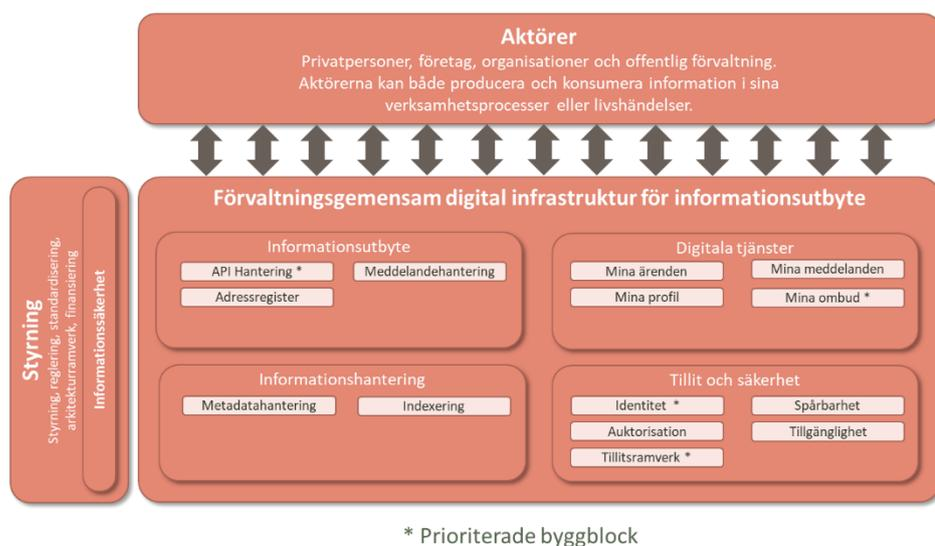 Aktörer
Privatpersoner, företag, organisationer och offentlig förvaltning.
Aktörerna kan både producera och konsumera information i sina
verksamhetsprocesser eller livshändelser.
Styrning
Styrning, reglering, standardisering,
arkitekturramverk, finansiering
Informationssäkerhet
Förvaltningsgemensam digital infrastruktur för informationsutbyte
Informationsutbyte
API Hantering *
Meddelandehantering
Adressregister
Digitala tjänster
Mina ärenden
Mina meddelanden
Mina profil
Mina ombud *
Informationshantering
Metadatahantering
Indexering
Tillit och säkerhet
Identitet *
Spårbarhet
Auktorisation
Tillgänglighet
Tillitsramverk *
* Prioriterade byggblock